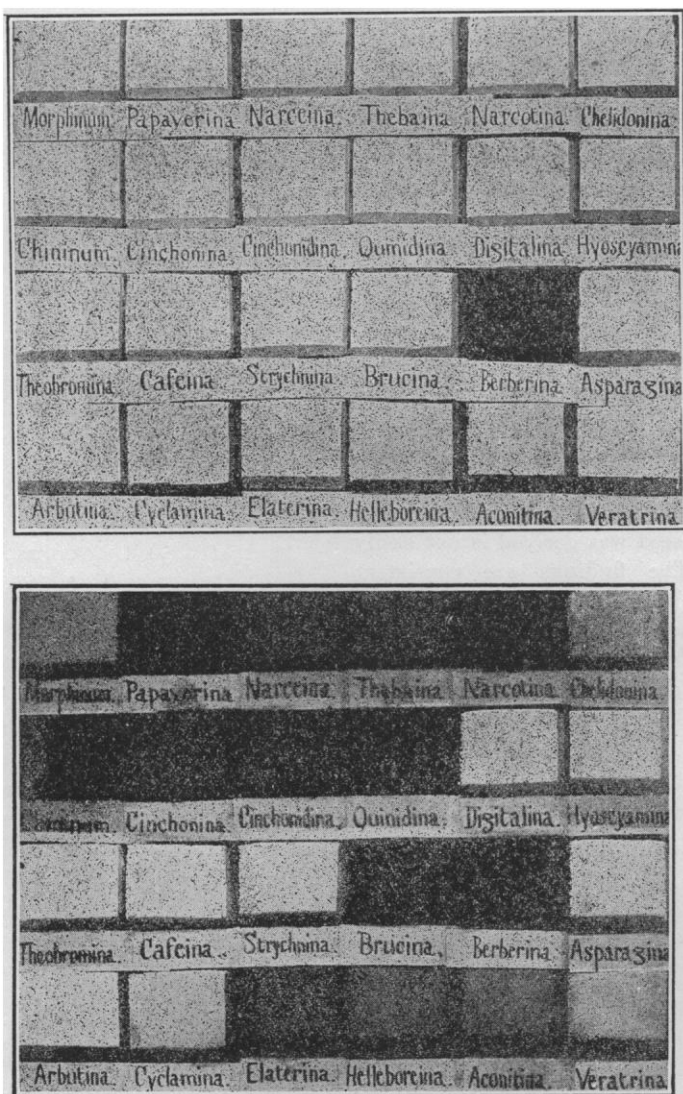 Morphinum. Papaverina Narceina. Thebaina Narcotina. Chelidonina.
Chininum. Cinchonina. Cinchonidina. Quinidina. Digitalina. Hyoscyamina
Theobromina. Cafeina. Strychnina. Brucina. Berberina. Asparagina
Arbutina. Cyclamina. Elaterina. Helleboreina. Aconitina. Veratrina.
Morphinum. Papaverina Narceina. Thebaina Narcotina. Chelidonina.
Cinchonina. Cinchonidina. Quinidina. Digitalina. Hyoscyamina
Theobromina. Cafeina. Strychnina. Brucina. Berberina. Asparagina
Arbutina. Cyclamina. Elaterina. Helleboreina. Aconitina. Veratrina.